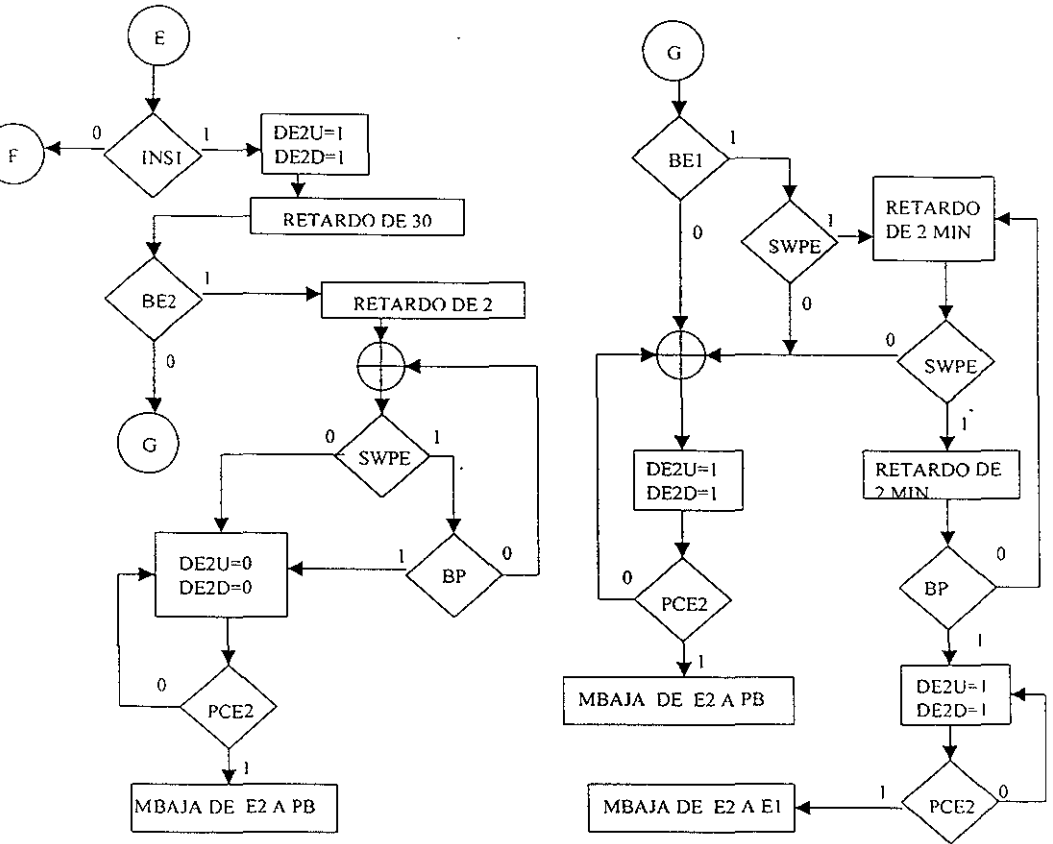 E
F
0
INS1
1
DE2U=1
DE2D=1
RETARDO DE 30
BE2
1
RETARDO DE 2
0
G
0
SWPE
1
DE2U=0
DE2D=0
1
BP
0
0
PCE2
1
MBAJA DE E2 A PB
G
BE1
1
0
SWPE
1
RETARDO
DE 2 MIN
0
0
SWPE
1
DE2U=1
DE2D=1
RETARDO DE
2 MIN
0
PCE2
1
BP
0
1
MBAJA DE E2 A PB
DE2U=1
DE2D=1
MBAJA DE E2 A E1
1
PCE2
0